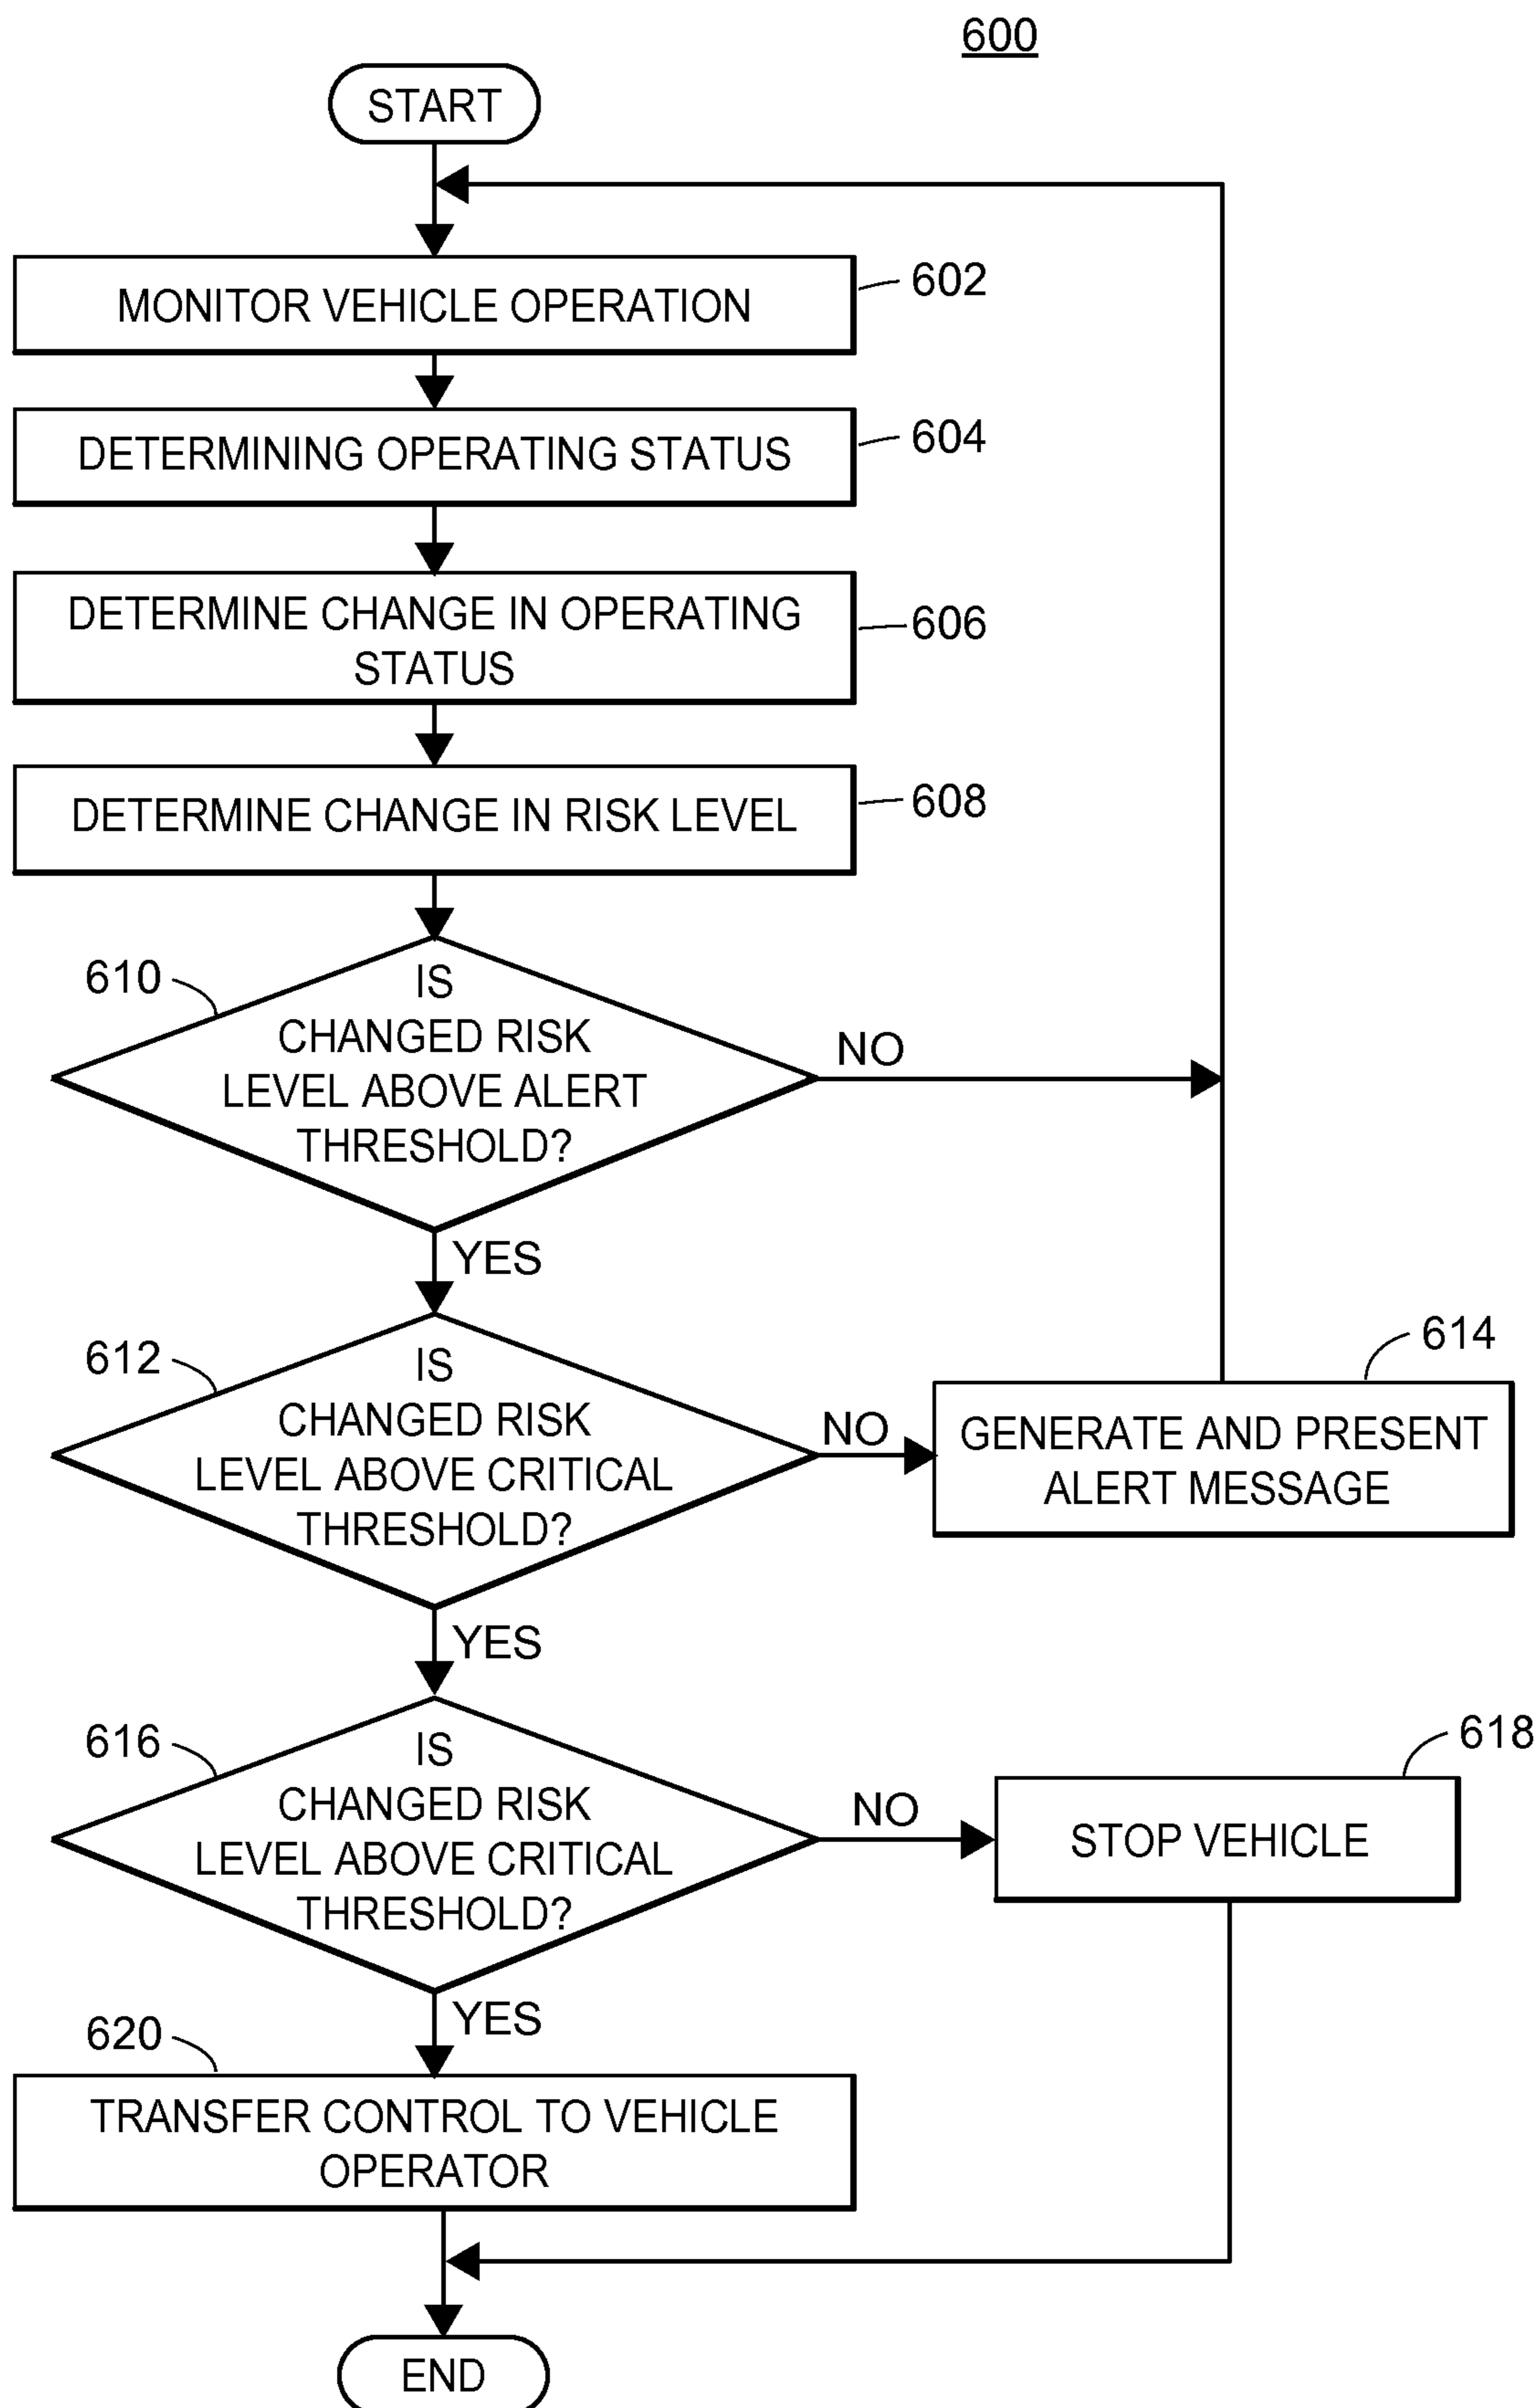 600
START
MONITOR VEHICLE OPERATION
602
DETERMINING OPERATING STATUS
604
DETERMINE CHANGE IN OPERATING
STATUS
606
DETERMINE CHANGE IN RISK LEVEL
608
610
IS
CHANGED RISK
LEVEL ABOVE ALERT
THRESHOLD?
NO
YES
612
IS
CHANGED RISK
LEVEL ABOVE CRITICAL
THRESHOLD?
NO
614
GENERATE AND PRESENT
ALERT MESSAGE
YES
616
IS
CHANGED RISK
LEVEL ABOVE CRITICAL
THRESHOLD?
NO
618
STOP VEHICLE
YES
620
TRANSFER CONTROL TO VEHICLE
OPERATOR
END